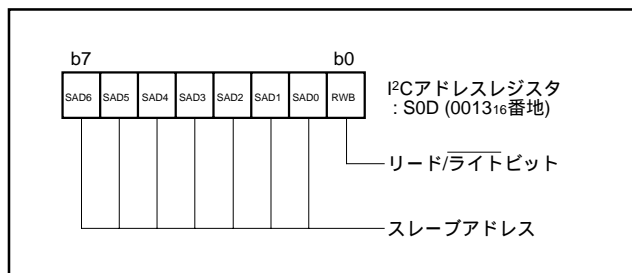 b7 b0
SAD6 SAD5 SAD4 SAD3 SAD2 SAD1 SAD0 RWB
I²Cアドレスレジスタ
: S0D (0013₁₆番地)
リード/ライトビット
スレーブアドレス